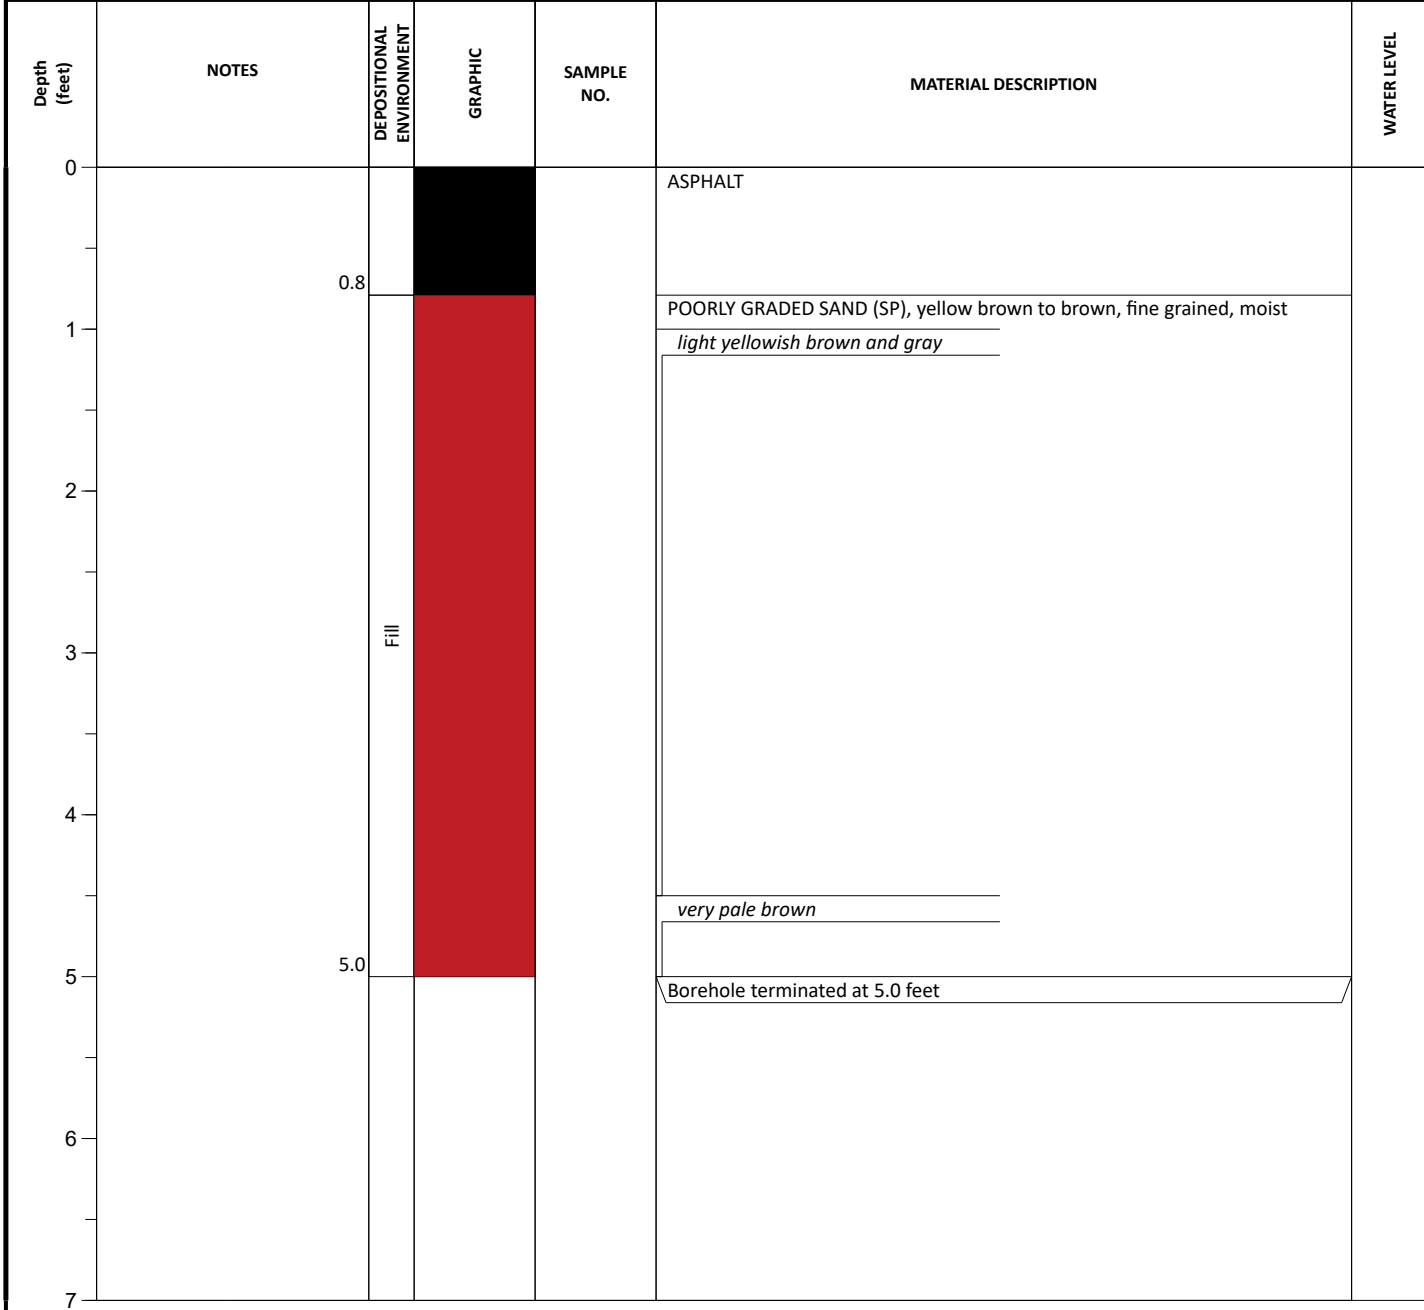 Depth
(feet)
NOTES
DEPOSITIONAL
ENVIRONMENT
GRAPHIC
SAMPLE
NO.
MATERIAL DESCRIPTION
WATER LEVEL
0
ASPHALT
0.8
POORLY GRADED SAND (SP), yellow brown to brown, fine grained, moist
1
light yellowish brown and gray
2
Fill
3
4
very pale brown
5.0
5
Borehole terminated at 5.0 feet
6
7